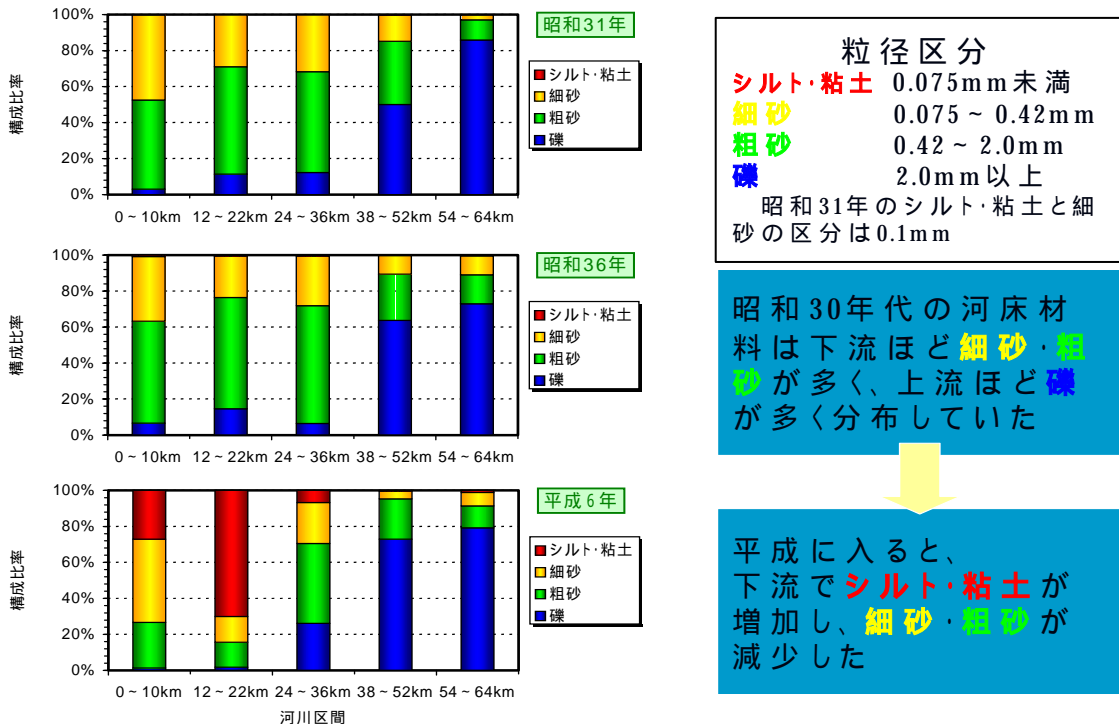 100%
80%
60%
40%
20%
0%
構成比率
0～10km 12～22km 24～36km 38～52km 54～64km
昭和31年
シルト・粘土
細砂
粗砂
礫
100%
80%
60%
40%
20%
0%
構成比率
0～10km 12～22km 24～36km 38～52km 54～64km
昭和36年
シルト・粘土
細砂
粗砂
礫
100%
80%
60%
40%
20%
0%
構成比率
0～10km 12～22km 24～36km 38～52km 54～64km
河川区間
平成6年
シルト・粘土
細砂
粗砂
礫
粒径区分
シルト・粘土 0.075mm未満
細砂 0.075～0.42mm
粗砂 0.42～2.0mm
礫 2.0mm以上
昭和31年のシルト・粘土と細
砂の区分は0.1mm
昭和30年代の河床材
料は下流ほど細砂・粗
砂が多く、上流ほど礫
が多く分布していた
平成に入ると、
下流でシルト・粘土が
増加し、細砂・粗砂が
減少した